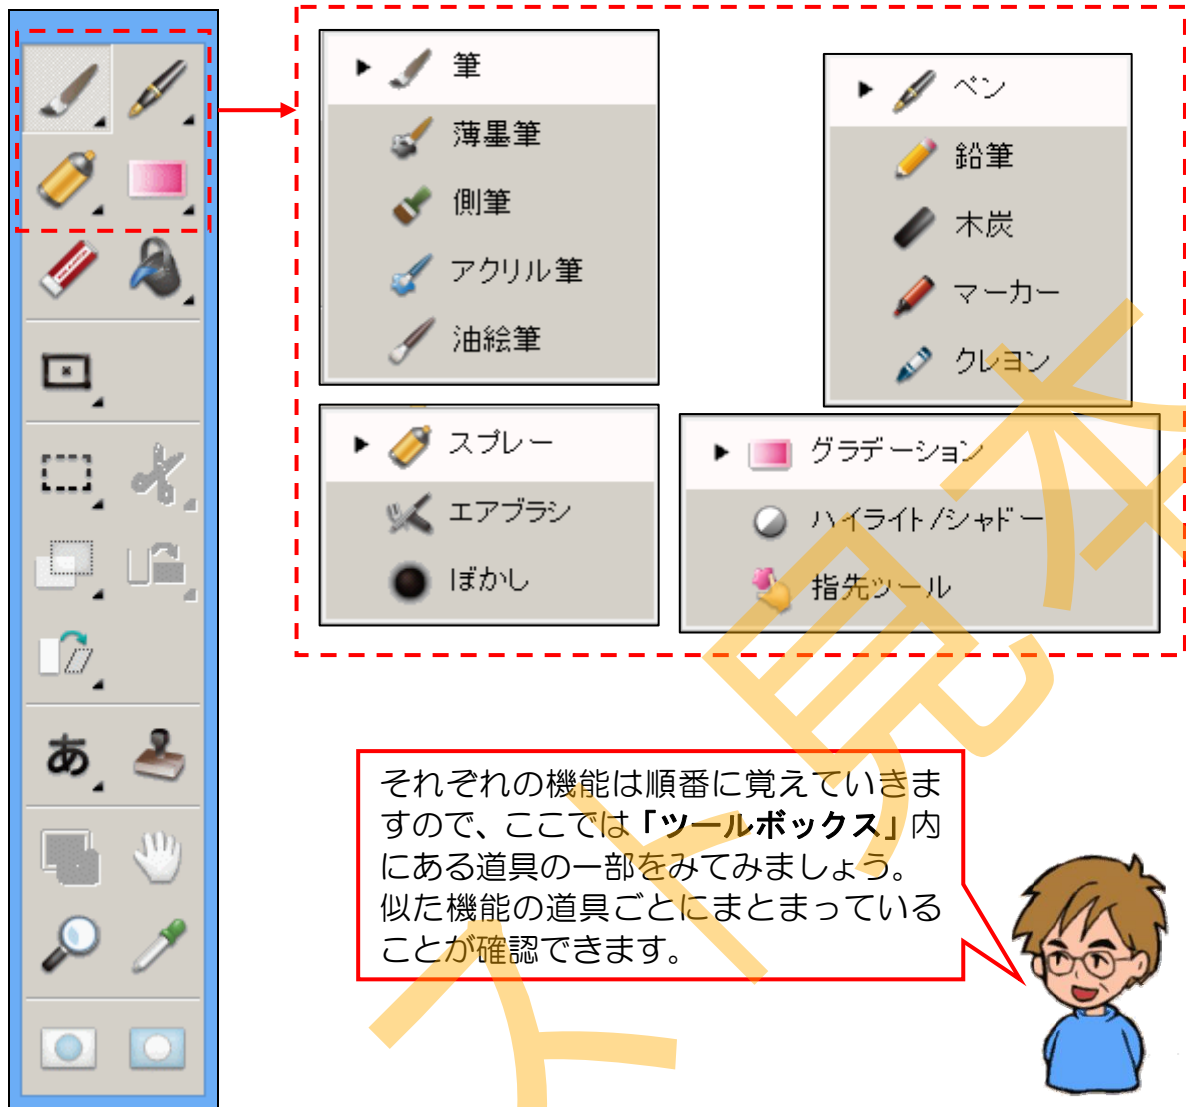 筆
薄墨筆
側筆
アクリル筆
油絵筆
ペン
鉛筆
木炭
マーカー
クレヨン
スプレー
エアブラシ
ぼかし
グラデーション
ハイライト/シャドー
指先ツール
あ
それぞれの機能は順番に覚えていきま
すので、ここでは「ツールボックス」内
にある道具の一部をみてみましょう。
似た機能の道具ごとにまとまっている
ことが確認できます。
スト見本